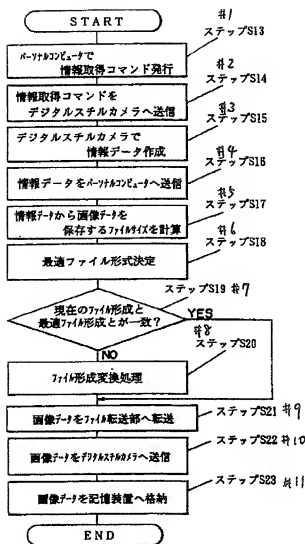 START
#1
ステップS13
パーソナルコンピュータで
情報取得コマンド発行
#2
ステップS14
情報取得コマンドを
デジタルスチルカメラへ送信
#3
ステップS15
デジタルスチルカメラで
情報データ作成
#4
ステップS16
情報データをパーソナルコンピュータへ送信
#5
ステップS17
情報データから画像データを
保存するファイルサイズを計算
#6
ステップS18
最適ファイル形式決定
ステップS19 #7
現在のファイル形成と
最適ファイル形成とが一致?
YES
NO
#8
ステップS20
ファイル形成変換処理
ステップS21 #9
画像データをファイル転送部へ転送
ステップS22 #10
画像データをデジタルスチルカメラへ送信
ステップS23 #11
画像データを記憶装置へ格納
END